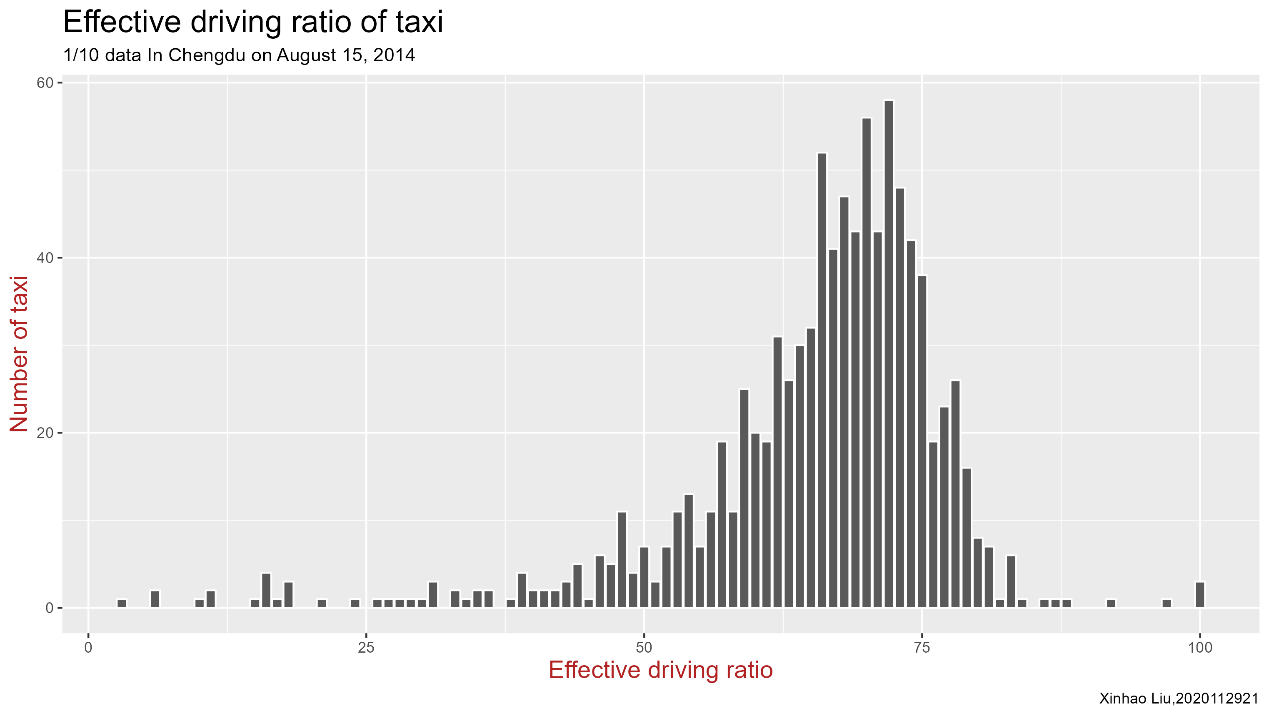 Effective driving ratio of taxi
1/10 data In Chengdu on August 15, 2014
60
40
20
0
Number of taxi
0 25 50 75 100
Effective driving ratio
Xinhao Liu,2020112921